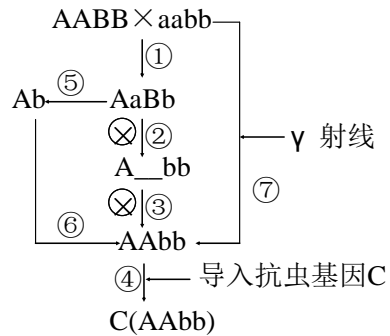 AABB×aabb
①
Ab ⑤ AaBb
⊗ ②
γ 射线
A__bb
⊗ ③ ⑦
⑥ AAbb
④ 导入抗虫基因C
C(AAbb)